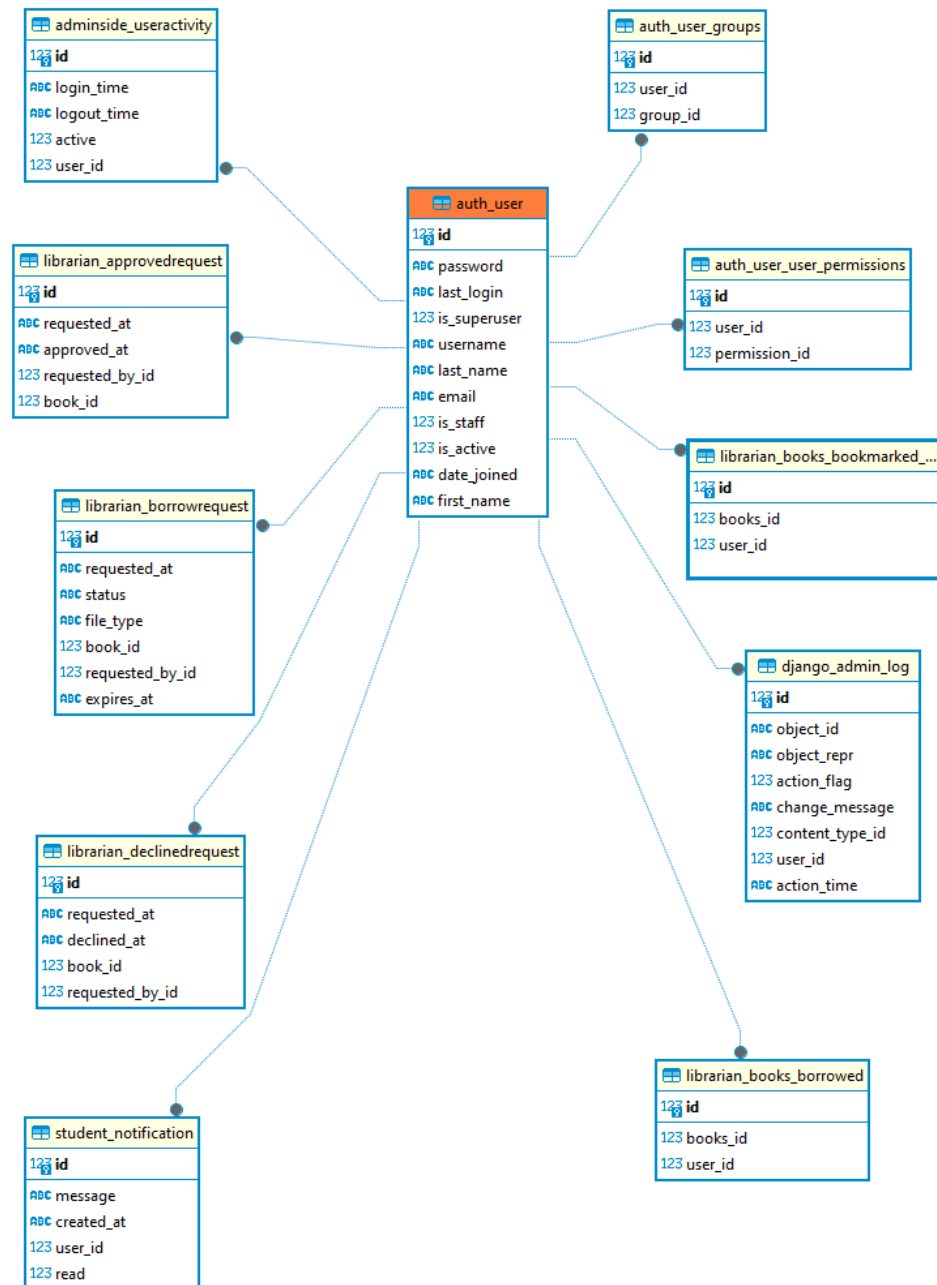 adminside_useractivity
123 id
ABC login_time
ABC logout_time
123 active
123 user_id
auth_user_groups
123 id
123 user_id
123 group_id
auth_user
123 id
ABC password
ABC last_login
123 is_superuser
ABC username
ABC last_name
ABC email
123 is_staff
123 is_active
ABC date_joined
ABC first_name
librarian_approvedrequest
123 id
ABC requested_at
ABC approved_at
123 requested_by_id
123 book_id
auth_user_user_permissions
123 id
123 user_id
123 permission_id
librarian_books_bookmarked_...
123 id
123 books_id
123 user_id
librarian_borrowrequest
123 id
ABC requested_at
ABC status
ABC file_type
123 book_id
123 requested_by_id
ABC expires_at
django_admin_log
123 id
ABC object_id
ABC object_repr
123 action_flag
ABC change_message
123 content_type_id
123 user_id
ABC action_time
librarian_declinedrequest
123 id
ABC requested_at
ABC declined_at
123 book_id
123 requested_by_id
librarian_books_borrowed
123 id
123 books_id
123 user_id
student_notification
123 id
ABC message
ABC created_at
123 user_id
123 read